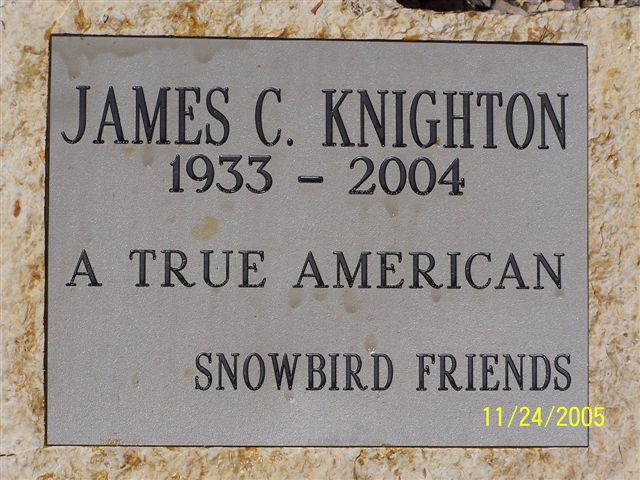 JAMES C. KNIGHTON
1933 – 2004
A TRUE AMERICAN
SNOWBIRD FRIENDS
11/24/2005